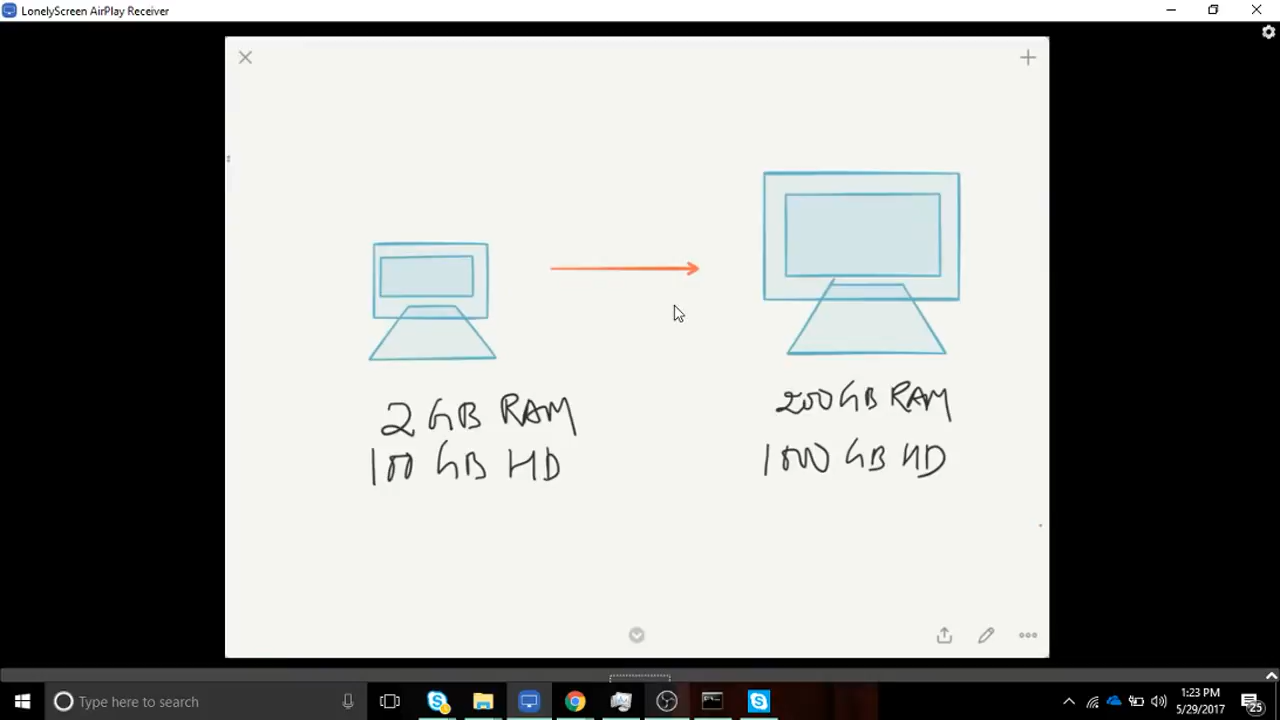 LonelyScreen AirPlay Receiver
2 GB RAM
100 GB HD
200 GB RAM
1000 GB HD
Type here to search
1:23 PM
5/29/2017
25